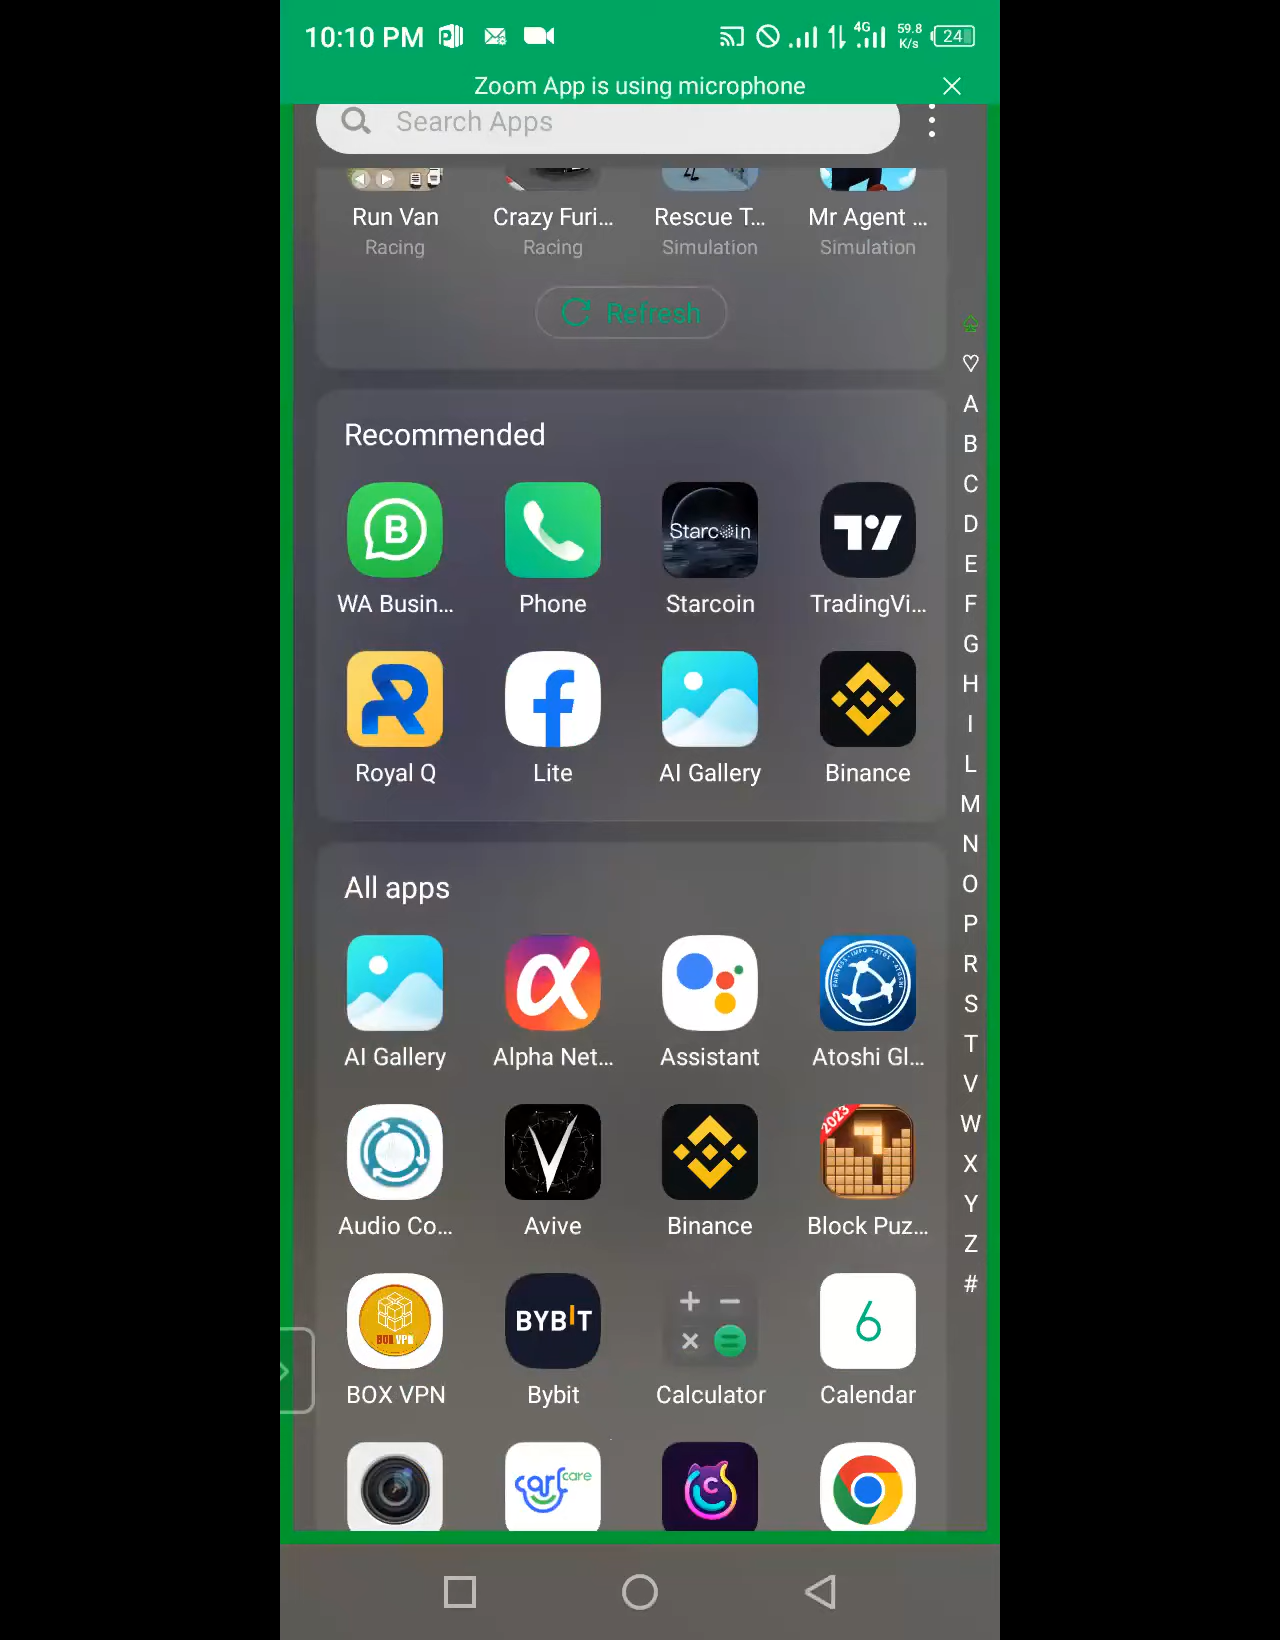 10:10 PM
4G
59.8
K/s
24
Zoom App is using microphone
Search Apps
Run Van
Crazy Furi...
Rescue T...
Mr Agent ...
Racing
Racing
Simulation
Simulation
Refresh
Recommended
B
Starcoin
WA Busin...
Phone
Starcoin
TradingVi...
Royal Q
Lite
AI Gallery
Binance
All apps
AI Gallery
Alpha Net...
Assistant
Atoshi Gl...
2023
Audio Co...
Avive
Binance
Block Puz...
BOX VPN
BYBIT
6
BOX VPN
Bybit
Calculator
Calendar
carlcare
C
A
B
C
D
E
F
G
H
I
L
M
N
O
P
R
S
T
V
W
X
Y
Z
#